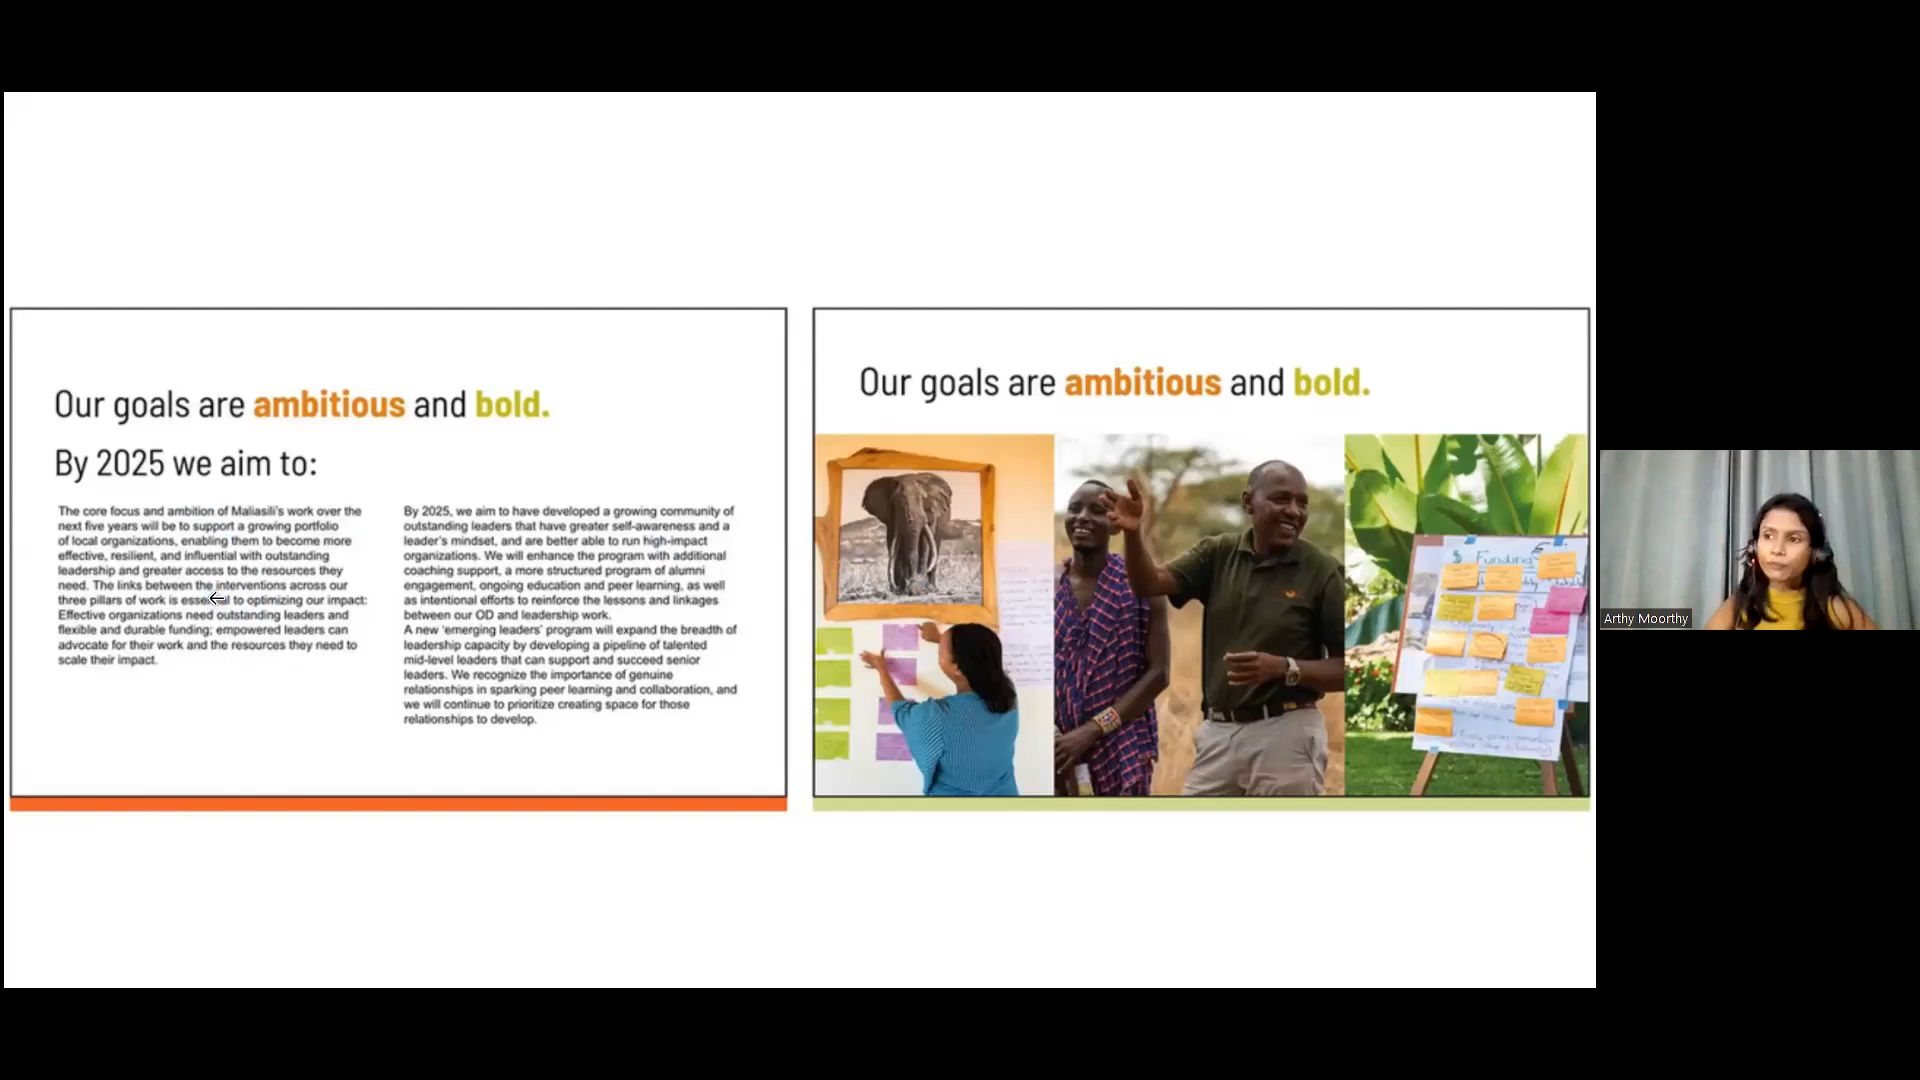 Our goals are ambitious and bold.
By 2025 we aim to:
The core focus and ambition of Maliasili's work over the
next five years will be to support a growing portfolio
of local organizations, enabling them to become more
effective, resilient, and influential with outstanding
leadership and greater access to the resources they
need. The links between the interventions across our
three pillars of work is essential to optimizing our impact:
Effective organizations need outstanding leaders and
flexible and durable funding; empowered leaders can
advocate for their work and the resources they need to
scale their impact.
By 2025, we aim to have developed a growing community of
outstanding leaders that have greater self-awareness and a
leader's mindset, and are better able to run high-impact
organizations. We will enhance the program with additional
coaching support, a more structured program of alumni
engagement, ongoing education and peer learning, as well
as intentional efforts to reinforce the lessons and linkages
between our OD and leadership work.
A new 'emerging leaders' program will expand the breadth of
leadership capacity by developing a pipeline of talented
mid-level leaders that can support and succeed senior
leaders. We recognize the importance of genuine
relationships in sparking peer learning and collaboration, and
we will continue to prioritize creating space for those
relationships to develop.
Our goals are ambitious and bold.
$ Funding
Arthy Moorthy